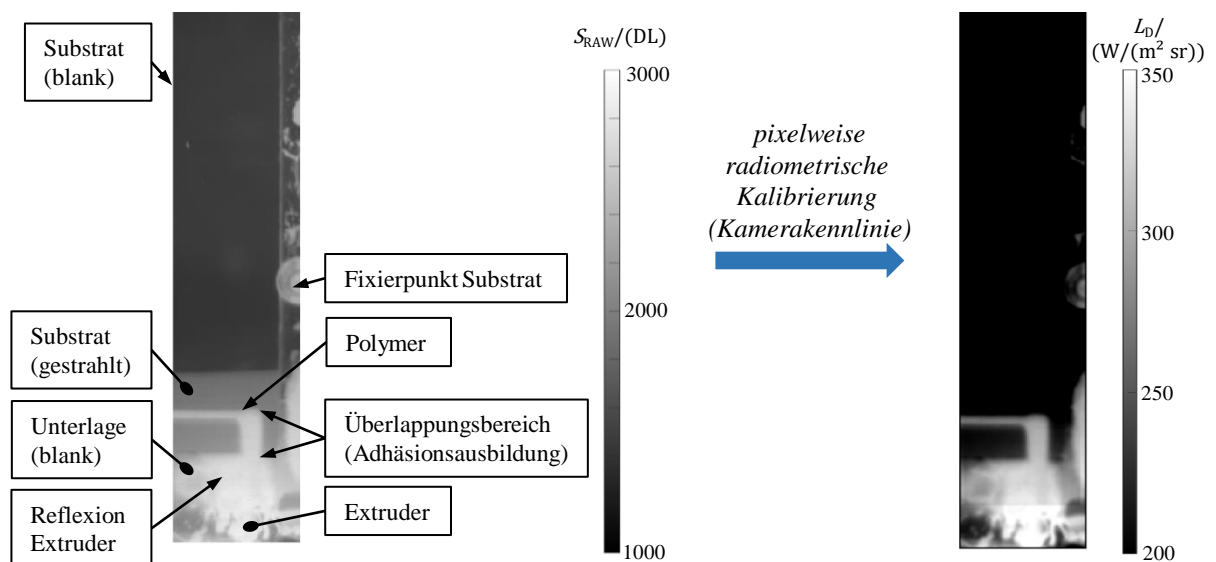 Substrat
(blank)
Substrat
(gestrahlt)
Unterlage
(blank)
Reflexion
Extruder
Fixierpunkt Substrat
Polymer
Überlappungsbereich
(Adhäsionsausbildung)
Extruder
S_RAW/(DL)
3000
2000
1000
pixelweise
radiometrische
Kalibrierung
(Kamerakennlinie)
L_D/
(W/(m² sr))
350
300
250
200